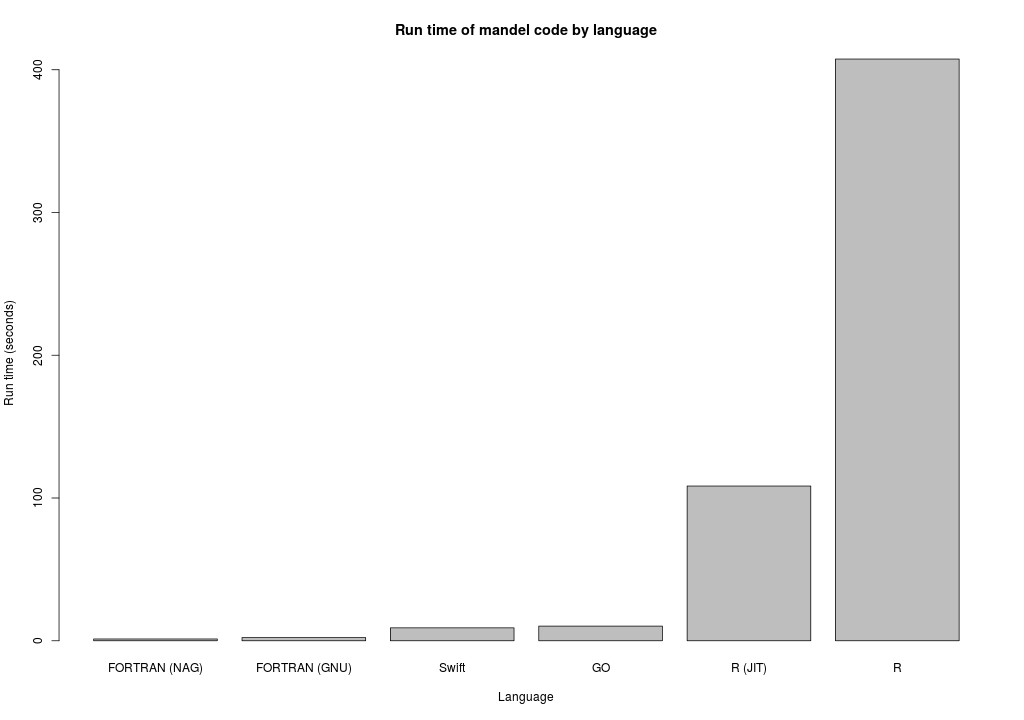 Run time of mandel code by language
400
300
200
100
0
Run time (seconds)
FORTRAN (NAG) FORTRAN (GNU) Swift GO R (JIT) R
Language